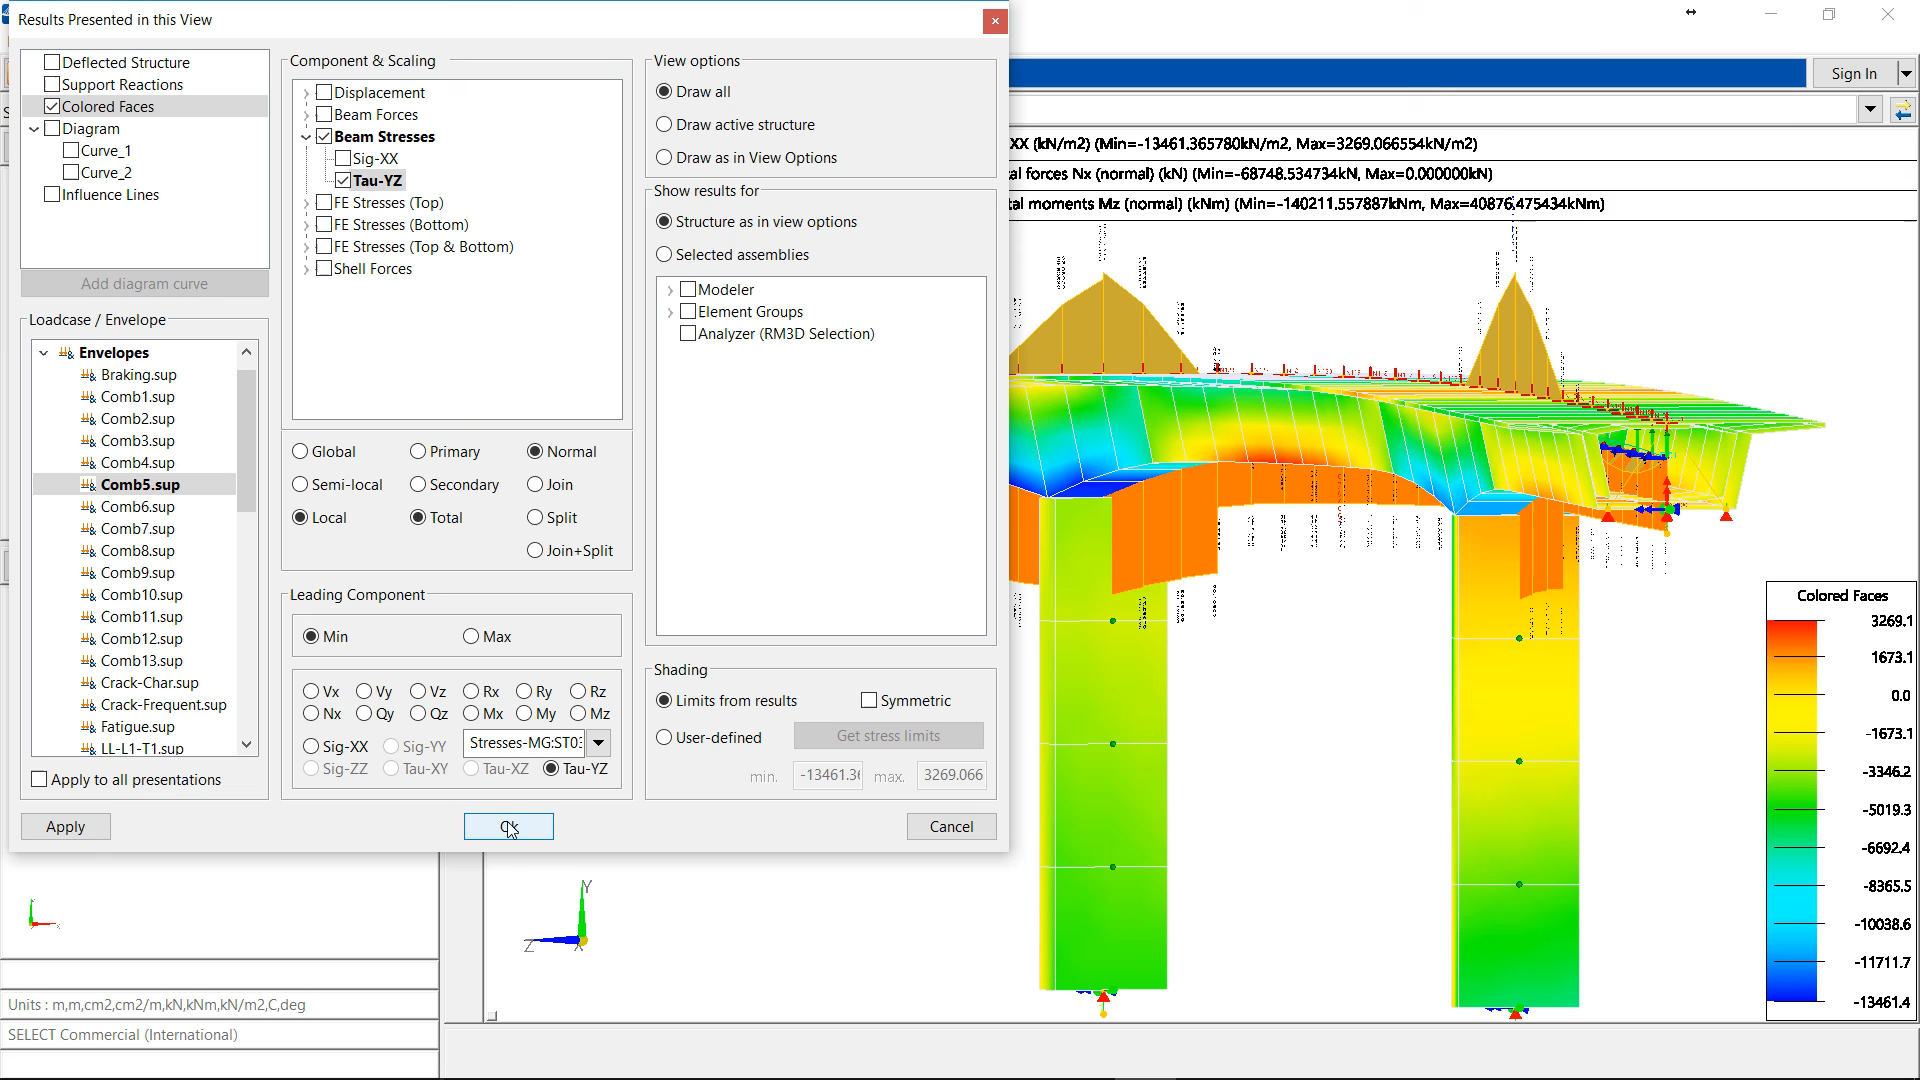 Results Presented in this View
Deflected Structure
Support Reactions
Colored Faces
Diagram
Curve_1
Curve_2
Influence Lines
Add diagram curve
Loadcase / Envelope
Envelopes
Braking.sup
Comb1.sup
Comb2.sup
Comb3.sup
Comb4.sup
Comb5.sup
Comb6.sup
Comb7.sup
Comb8.sup
Comb9.sup
Comb10.sup
Comb11.sup
Comb12.sup
Comb13.sup
Crack-Char.sup
Crack-Frequent.sup
Fatigue.sup
LL-L1-T1.sup
Apply to all presentations
Apply
Component & Scaling
Displacement
Beam Forces
Beam Stresses
Sig-XX
Tau-YZ
FE Stresses (Top)
FE Stresses (Bottom)
FE Stresses (Top & Bottom)
Shell Forces
Global Primary Normal
Semi-local Secondary Join
Local Total Split
Join+Split
Leading Component
Min Max
Vx Vy Vz Rx Ry Rz
Nx Qy Qz Mx My Mz
Sig-XX Sig-YY Stresses-MG:ST03
Sig-ZZ Tau-XY Tau-XZ Tau-YZ
Ok
View options
Draw all
Draw active structure
Draw as in View Options
Show results for
Structure as in view options
Selected assemblies
Modeler
Element Groups
Analyzer (RM3D Selection)
Shading
Limits from results Symmetric
User-defined Get stress limits
min. -13461.3 max. 3269.066
Cancel
Sign In
XX (kN/m2) (Min=-13461.365780kN/m2, Max=3269.066554kN/m2)
al forces Nx (normal) (kN) (Min=-68748.534734kN, Max=0.000000kN)
tal moments Mz (normal) (kNm) (Min=-140211.557887kNm, Max=40876.475434kNm)
Colored Faces
3269.1
1673.1
0.0
-1673.1
-3346.2
-5019.3
-6692.4
-8365.5
-10038.6
-11711.7
-13461.4
Y
Z
X
Units : m,m,cm2,cm2/m,kN,kNm,kN/m2,C,deg
SELECT Commercial (International)